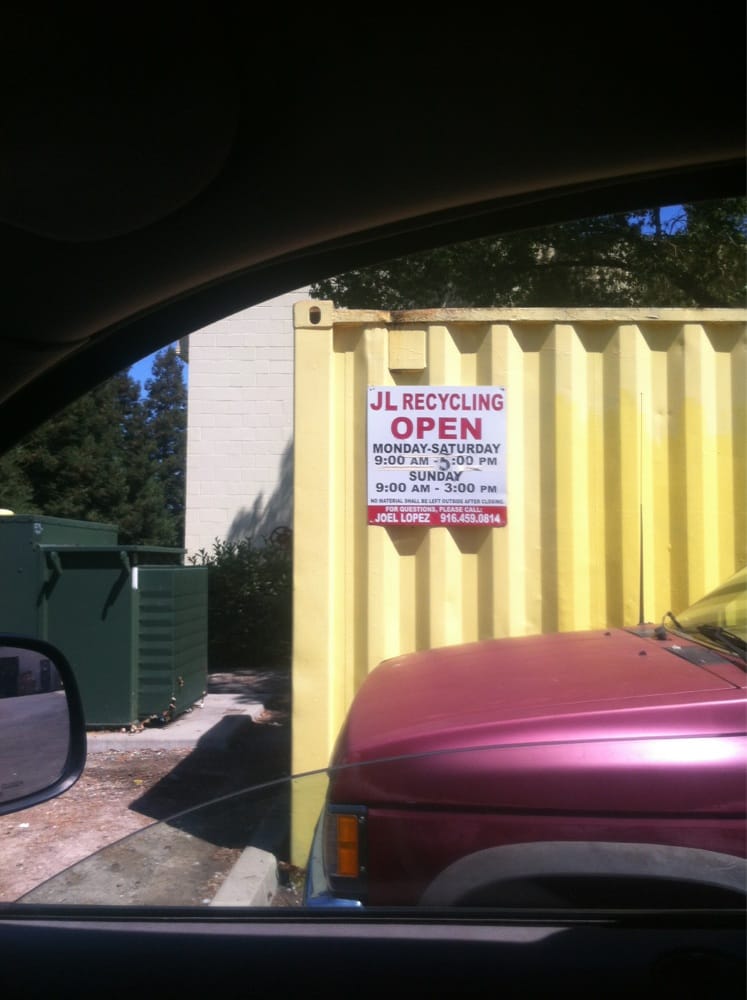 JL RECYCLING
OPEN
MONDAY-SATURDAY
9:00 AM - 5:00 PM
SUNDAY
9:00 AM - 3:00 PM
NO MATERIAL SHALL BE LEFT OUTSIDE AFTER CLOSING.
FOR QUESTIONS, PLEASE CALL:
JOEL LOPEZ 916.459.0814